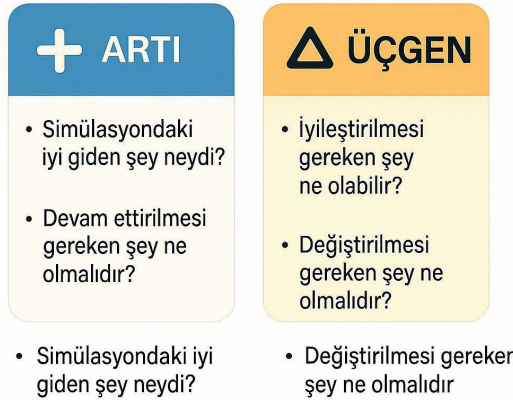 ARTI
• Simülasyondaki
iyi giden şey neydi?
• Devam ettirilmesi
gereken şey ne
olmalıdır?
ÜÇGEN
• İyileştirilmesi
gereken şey
ne olabilir?
• Değiştirilmesi
gereken şey ne
olmalıdır?
• Simülasyondaki iyi
giden şey neydi?
• Değiştirilmesi gereken
şey ne olmalıdır